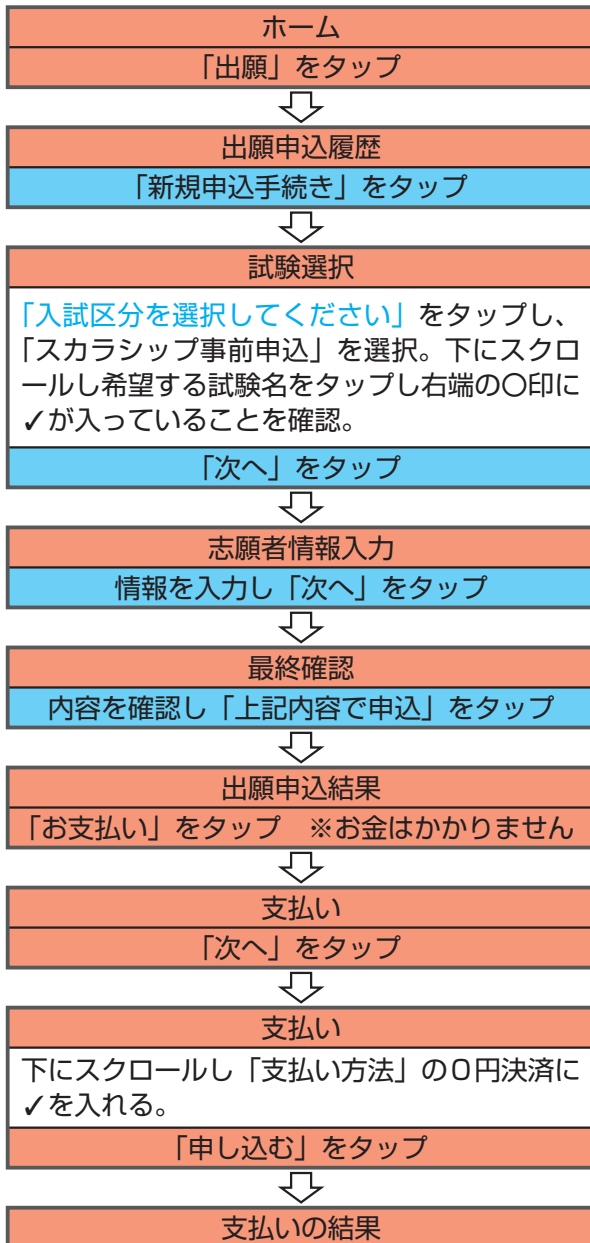 ホーム
「出願」をタップ
出願申込履歴
「新規申込手続き」をタップ
試験選択
「入試区分を選択してください」をタップし、
「スカラシップ事前申込」を選択。下にスクロ
ールし希望する試験名をタップし右端の〇印に
✓が入っていることを確認。
「次へ」をタップ
志願者情報入力
情報を入力し「次へ」をタップ
最終確認
内容を確認し「上記内容で申込」をタップ
出願申込結果
「お支払い」をタップ　※お金はかかりません
支払い
「次へ」をタップ
支払い
下にスクロールし「支払い方法」の０円決済に
✓を入れる。
「申し込む」をタップ
支払いの結果